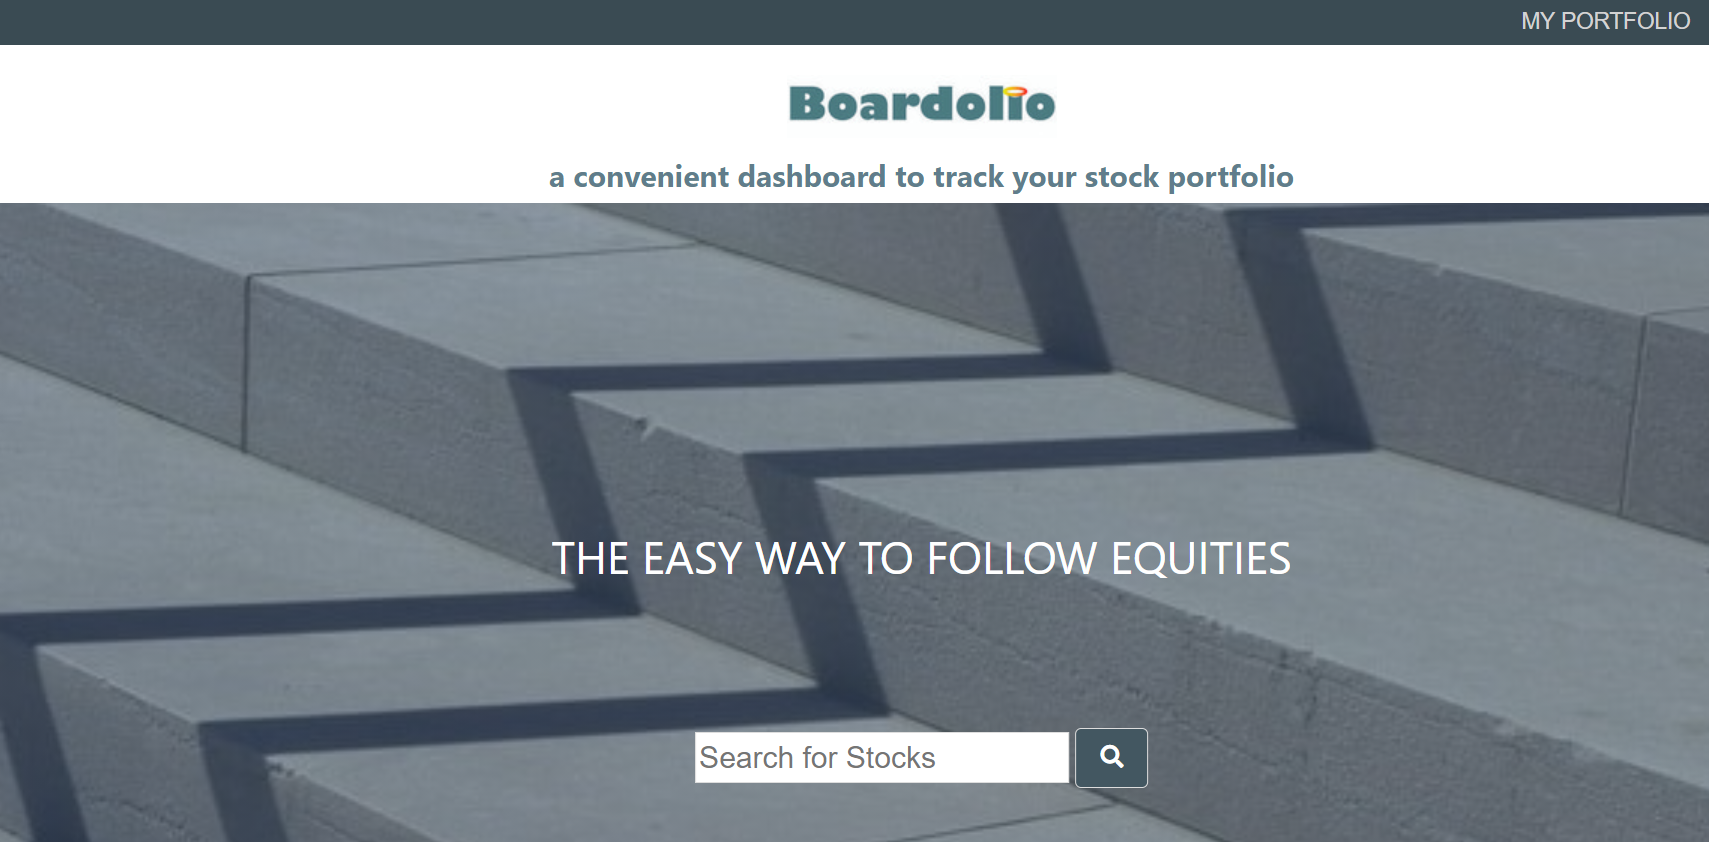 MY PORTFOLIO
Boardolio
a convenient dashboard to track your stock portfolio
THE EASY WAY TO FOLLOW EQUITIES
Search for Stocks